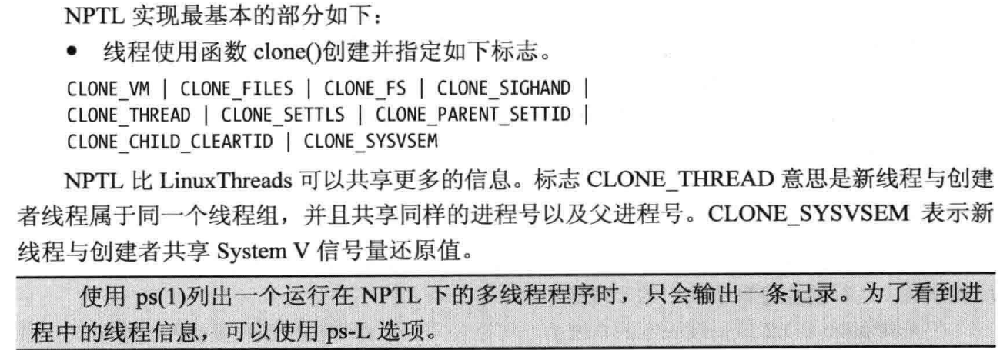 NPTL 实现最基本的部分如下：
● 线程使用函数 clone()创建并指定如下标志。
CLONE_VM | CLONE_FILES | CLONE_FS | CLONE_SIGHAND |
CLONE_THREAD | CLONE_SETTLS | CLONE_PARENT_SETTID |
CLONE_CHILD_CLEARTID | CLONE_SYSVSEM
NPTL 比 LinuxThreads 可以共享更多的信息。标志 CLONE_THREAD 意思是新线程与创建
者线程属于同一个线程组，并且共享同样的进程号以及父进程号。CLONE_SYSVSEM 表示新
线程与创建者共享 System V 信号量还原值。
使用 ps(1)列出一个运行在 NPTL 下的多线程程序时，只会输出一条记录。为了看到进
程中的线程信息，可以使用 ps-L 选项。